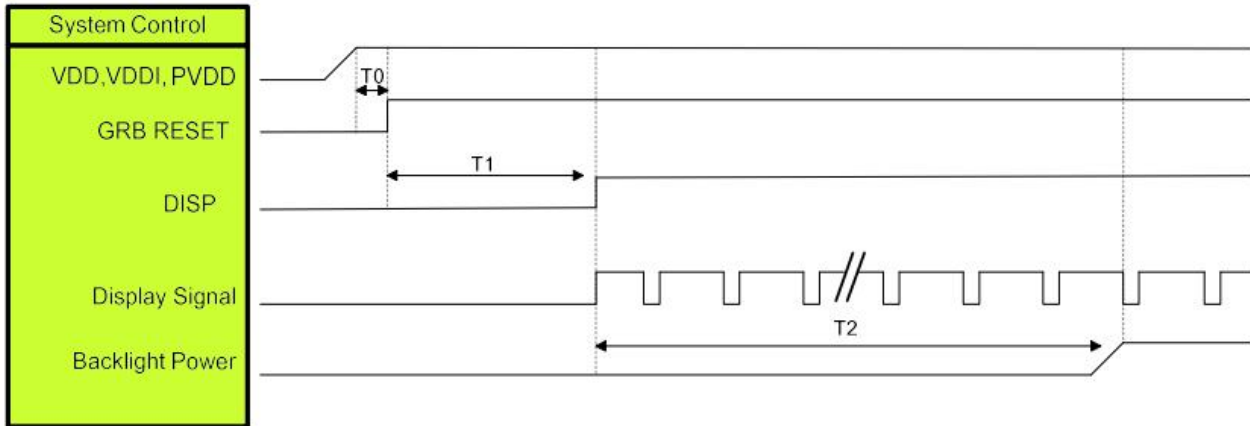 System Control
VDD,VDDI, PVDD
T0
GRB RESET
T1
DISP
Display Signal
T2
Backlight Power